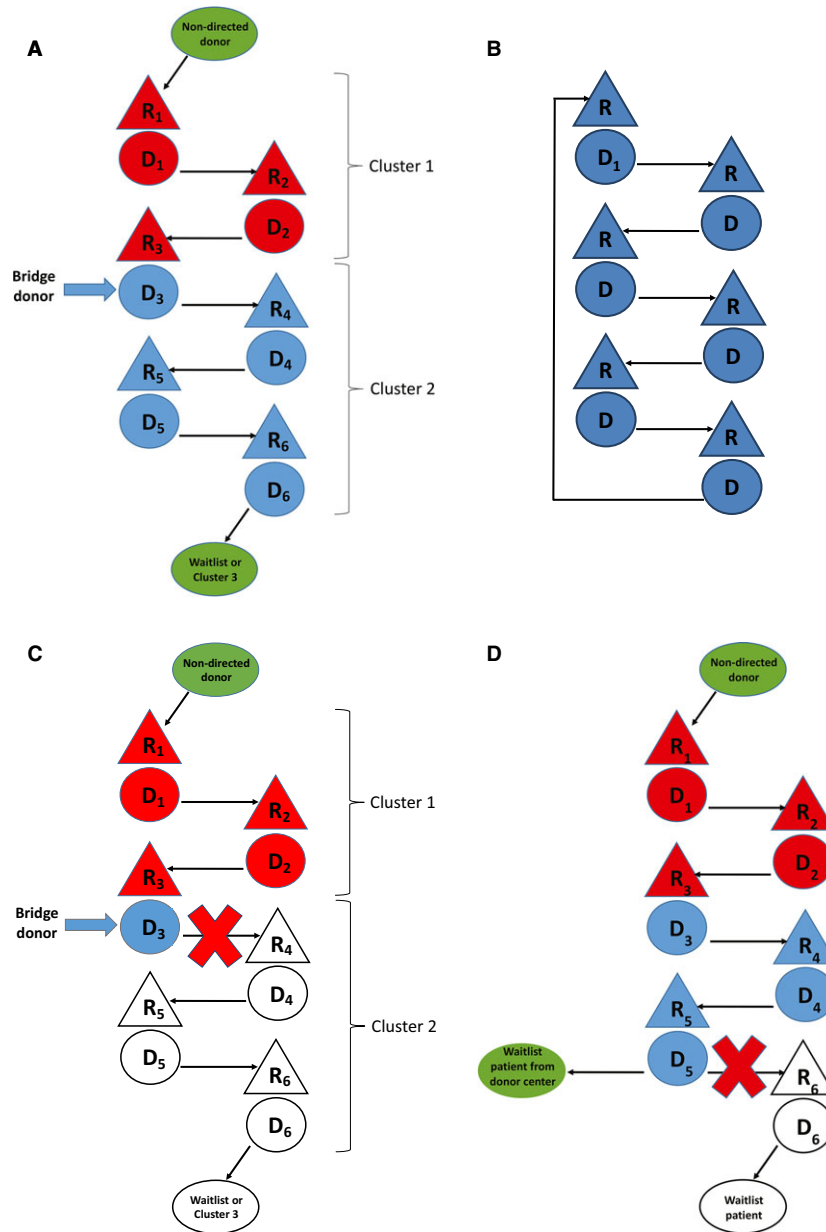 A
Non-directed
donor
R1
D1
R2
Cluster 1
D2
R3
Bridge
donor
D3
R4
R5
D4
Cluster 2
D5
R6
D6
Waitlist or
Cluster 3
B
R
D1
R
R
D
D
R
R
D
D
R
D
C
Non-directed
donor
R1
D1
R2
Cluster 1
D2
R3
Bridge
donor
D3
R4
R5
D4
Cluster 2
D5
R6
D6
Waitlist or
Cluster 3
D
Non-directed
donor
R1
D1
R2
D2
R3
D3
R4
R5
D4
Waitlist
patient from
donor center
D5
R6
D6
Waitlist
patient